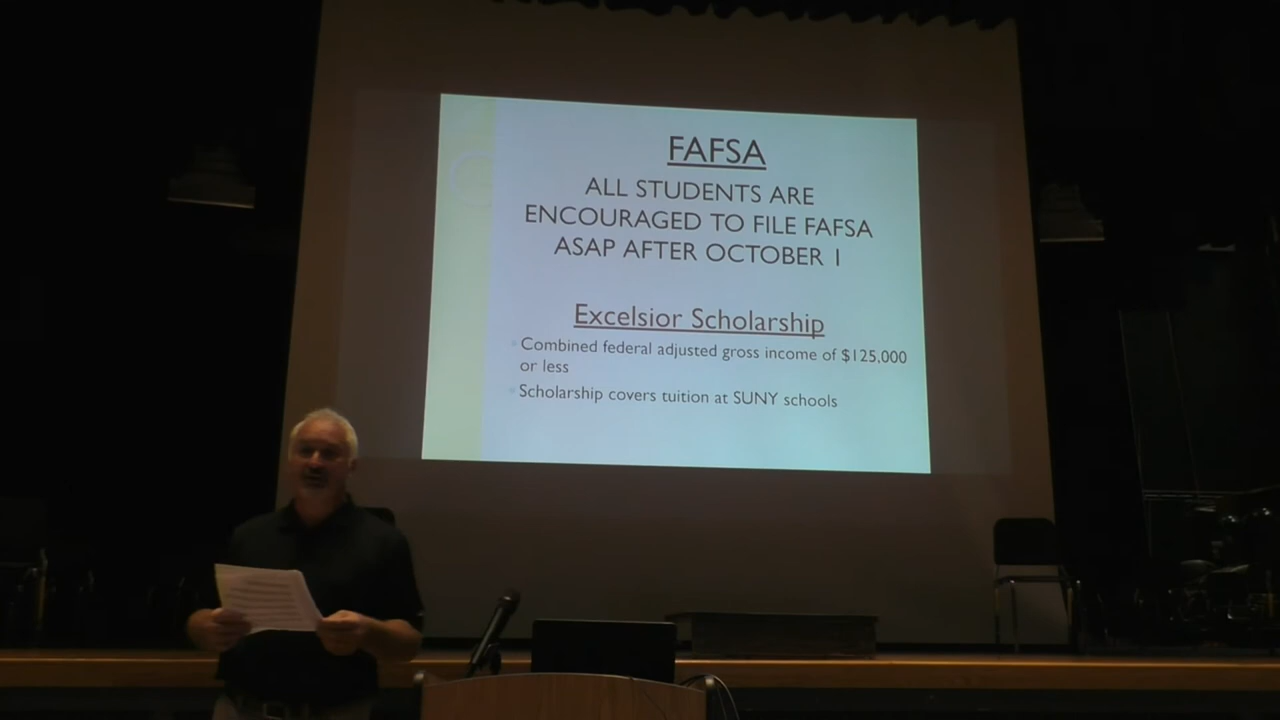 FAFSA
ALL STUDENTS ARE
ENCOURAGED TO FILE FAFSA
ASAP AFTER OCTOBER 1
Excelsior Scholarship
Combined federal adjusted gross income of $125,000
or less
Scholarship covers tuition at SUNY schools